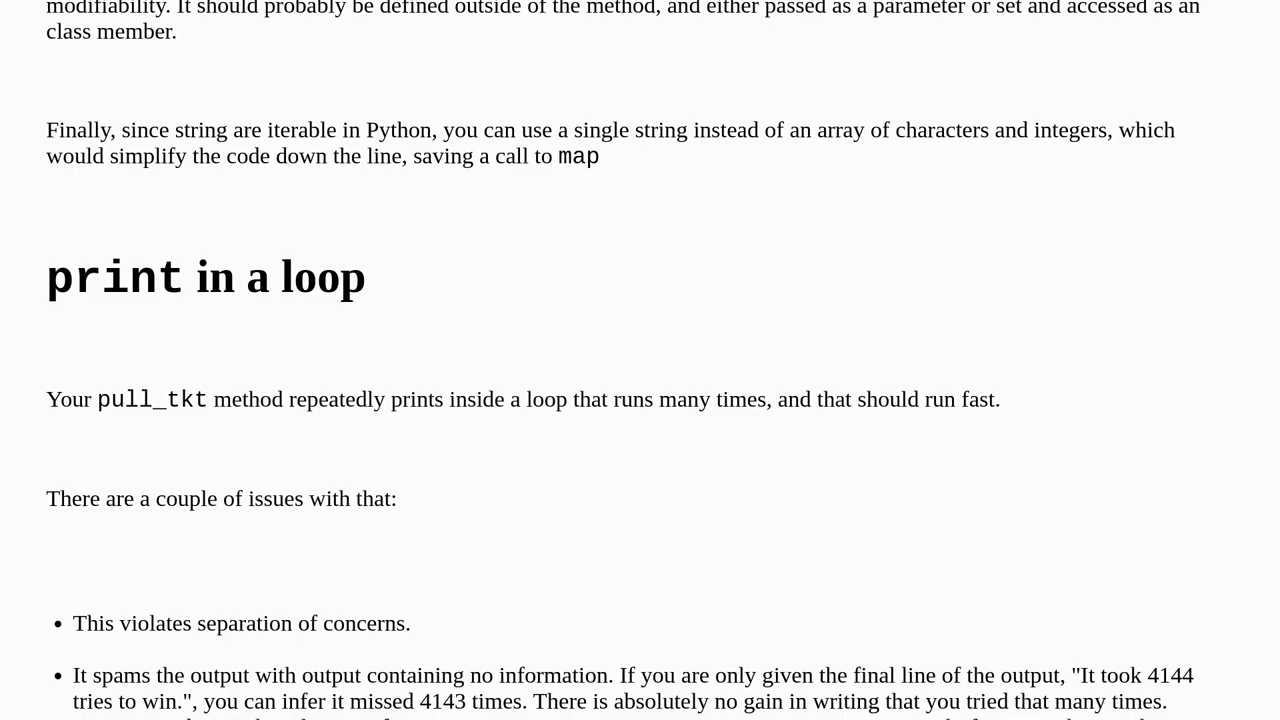 modifiability. It should probably be defined outside of the method, and either passed as a parameter or set and accessed as an
class member.
Finally, since string are iterable in Python, you can use a single string instead of an array of characters and integers, which
would simplify the code down the line, saving a call to map
print in a loop
Your pull_tkt method repeatedly prints inside a loop that runs many times, and that should run fast.
There are a couple of issues with that:
• This violates separation of concerns.
• It spams the output with output containing no information. If you are only given the final line of the output, "It took 4144
tries to win.", you can infer it missed 4143 times. There is absolutely no gain in writing that you tried that many times.